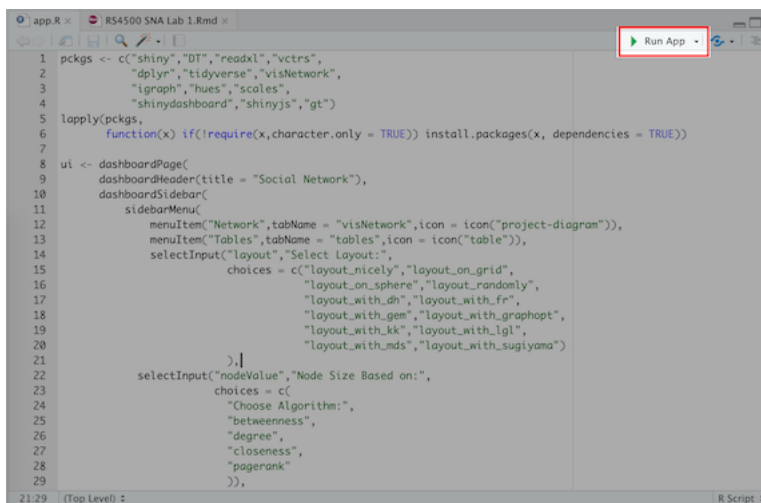 app.R × RS4500 SNA Lab 1.Rmd ×
Run App
1 pckgs <- c("shiny","DT","readxl","vctrs",
2 "dplyr","tidyverse","visNetwork",
3 "igraph","hues","scales",
4 "shinydashboard","shinyjs","gt")
5 lapply(pckgs,
6 function(x) if(!require(x,character.only = TRUE)) install.packages(x, dependencies = TRUE))
7
8 ui <- dashboardPage(
9 dashboardHeader(title = "Social Network"),
10 dashboardSidebar(
11 sidebarMenu(
12 menuItem("Network",tabName = "visNetwork",icon = icon("project-diagram")),
13 menuItem("Tables",tabName = "tables",icon = icon("table")),
14 selectInput("layout","Select Layout:",
15 choices = c("layout_nicely","layout_on_grid",
16 "layout_on_sphere","layout_randomly",
17 "layout_with_dh","layout_with_fr",
18 "layout_with_gem","layout_with_graphopt",
19 "layout_with_kk","layout_with_lgl",
20 "layout_with_mds","layout_with_sugiyama")
21 ),
22 selectInput("nodeValue","Node Size Based on:",
23 choices = c(
24 "Choose Algorithm:",
25 "betweenness",
26 "degree",
27 "closeness",
28 "pagerank"
29 )),
21:29 (Top Level) R Script